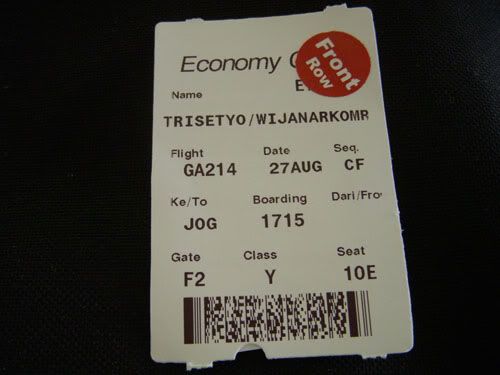 Economy
Front
Row
Name
TRISETYO/WIJANARKOMR
Flight Date Seq.
GA214 27AUG CF
Ke/To Boarding Dari/Fro
JOG 1715
Gate Class Seat
F2 Y 10E